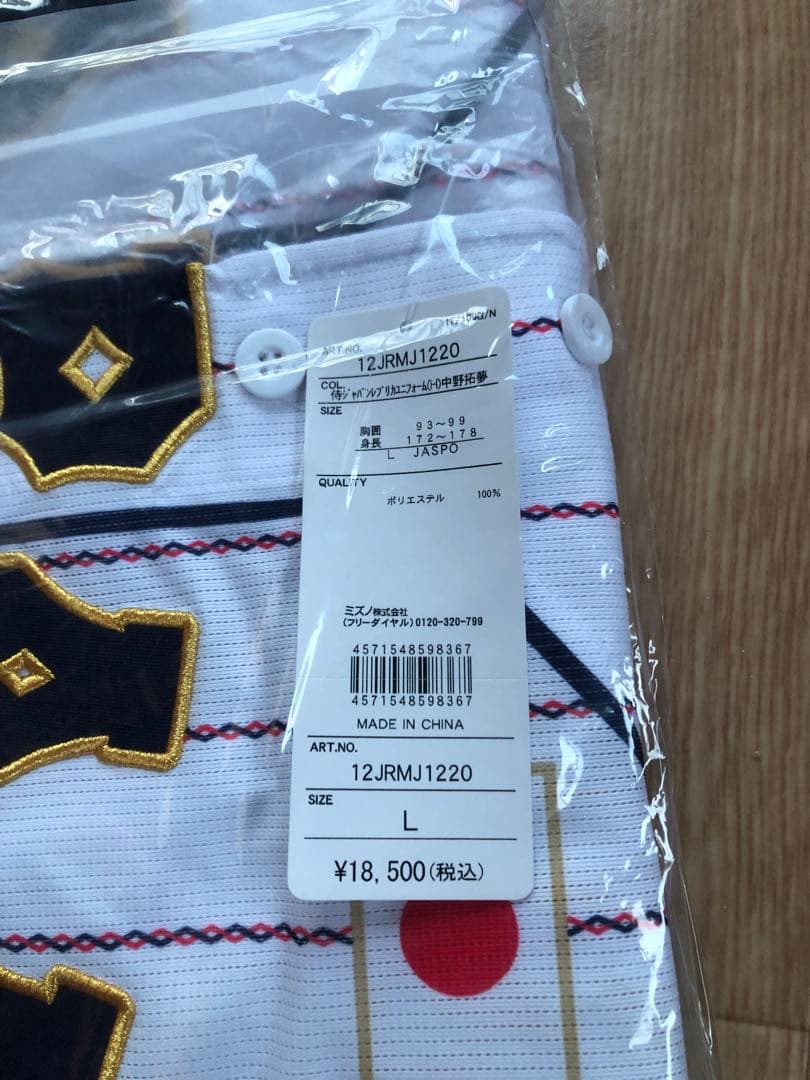 ART.NO.
12JRMJ1220
COL.
侍ジャパンレプリカユニフォーム(H)中野拓夢
SIZE
胸囲 93~99
身長 172~178
L JASPO
QUALITY
ポリエステル 100%
ミズノ株式会社
(フリーダイヤル)0120-320-799
4571548598367
4571548598367
MADE IN CHINA
ART.NO.
12JRMJ1220
SIZE
L
¥18,500(税込)